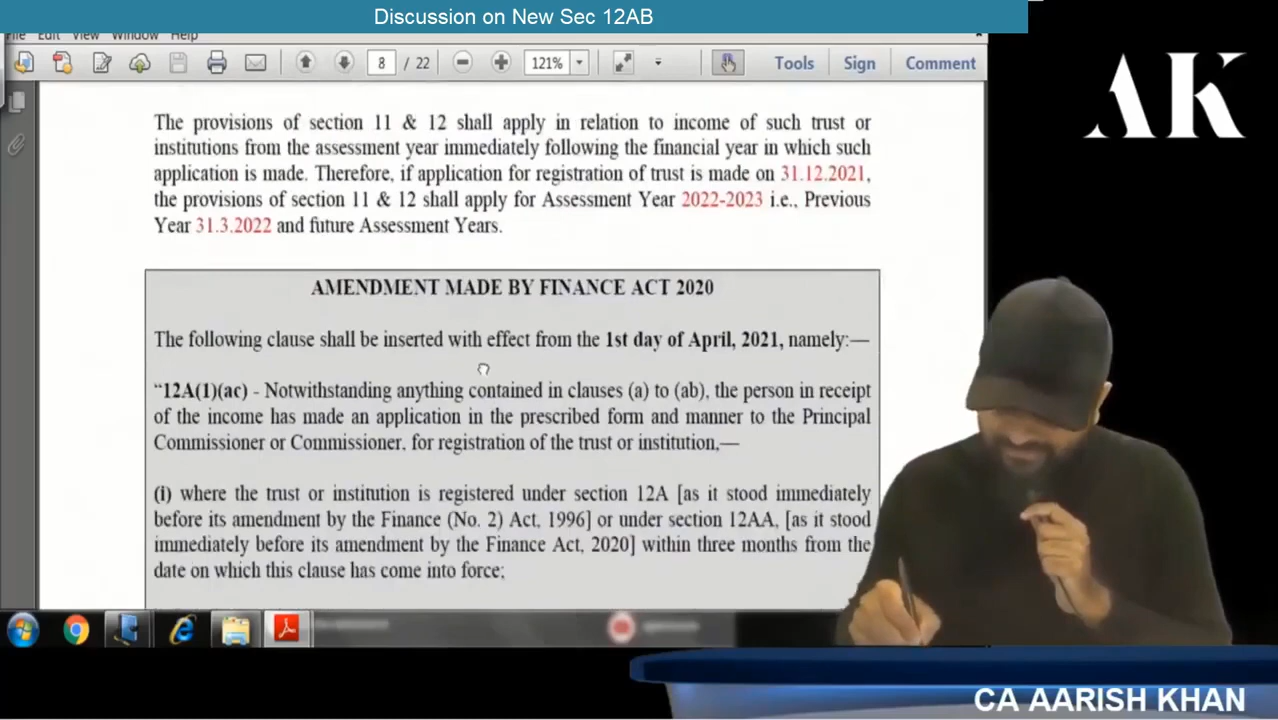 Discussion on New Sec 12AB
File Edit View Window Help
8 / 22 121% Tools Sign Comment
AK
The provisions of section 11 & 12 shall apply in relation to income of such trust or
institutions from the assessment year immediately following the financial year in which such
application is made. Therefore, if application for registration of trust is made on 31.12.2021,
the provisions of section 11 & 12 shall apply for Assessment Year 2022-2023 i.e., Previous
Year 31.3.2022 and future Assessment Years.
AMENDMENT MADE BY FINANCE ACT 2020
The following clause shall be inserted with effect from the 1st day of April, 2021, namely:—
"12A(1)(ac) - Notwithstanding anything contained in clauses (a) to (ab), the person in receipt
of the income has made an application in the prescribed form and manner to the Principal
Commissioner or Commissioner, for registration of the trust or institution,—
(i) where the trust or institution is registered under section 12A [as it stood immediately
before its amendment by the Finance (No. 2) Act, 1996] or under section 12AA, [as it stood
immediately before its amendment by the Finance Act, 2020] within three months from the
date on which this clause has come into force;
CA AARISH KHAN